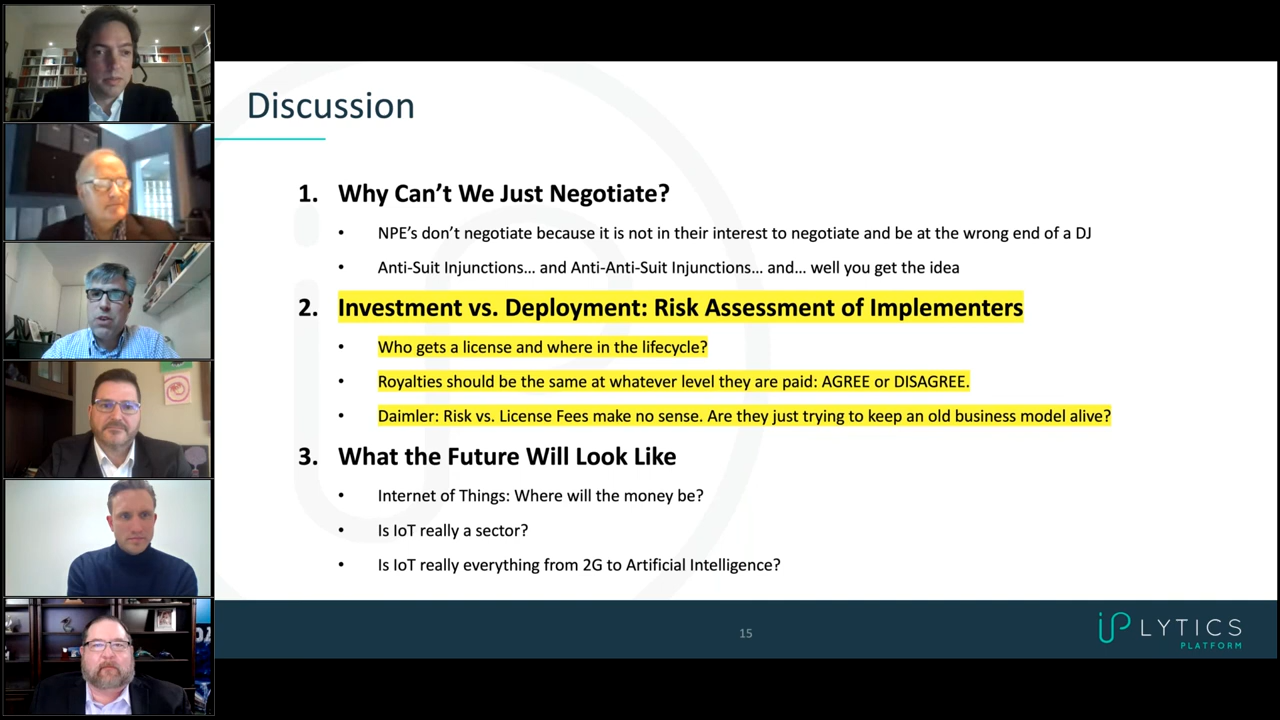 Discussion
1. Why Can’t We Just Negotiate?
• NPE’s don’t negotiate because it is not in their interest to negotiate and be at the wrong end of a DJ
• Anti-Suit Injunctions… and Anti-Anti-Suit Injunctions… and… well you get the idea
2. Investment vs. Deployment: Risk Assessment of Implementers
• Who gets a license and where in the lifecycle?
• Royalties should be the same at whatever level they are paid: AGREE or DISAGREE.
• Daimler: Risk vs. License Fees make no sense. Are they just trying to keep an old business model alive?
3. What the Future Will Look Like
• Internet of Things: Where will the money be?
• Is IoT really a sector?
• Is IoT really everything from 2G to Artificial Intelligence?
15
iP LYTICS
PLATFORM